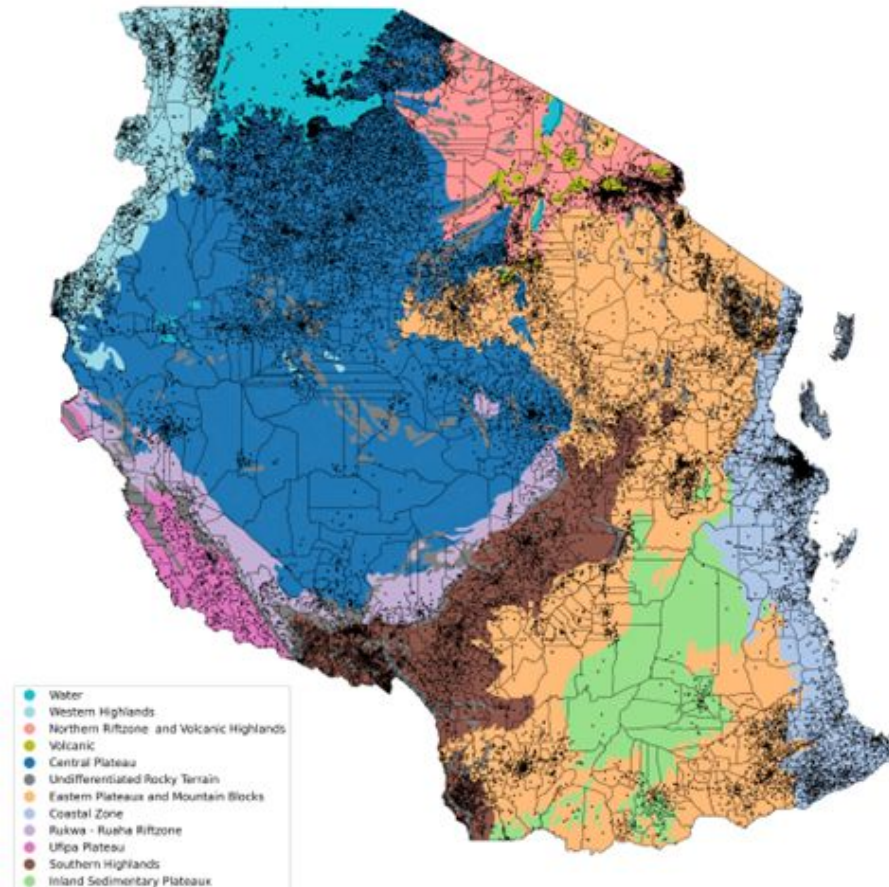 Water
Western Highlands
Northern Riftzone and Volcanic Highlands
Volcanic
Central Plateau
Undifferentiated Rocky Terrain
Eastern Plateaux and Mountain Blocks
Coastal Zone
Rukwa - Ruaha Riftzone
Ufipa Plateau
Southern Highlands
Inland Sedimentary Plateaux